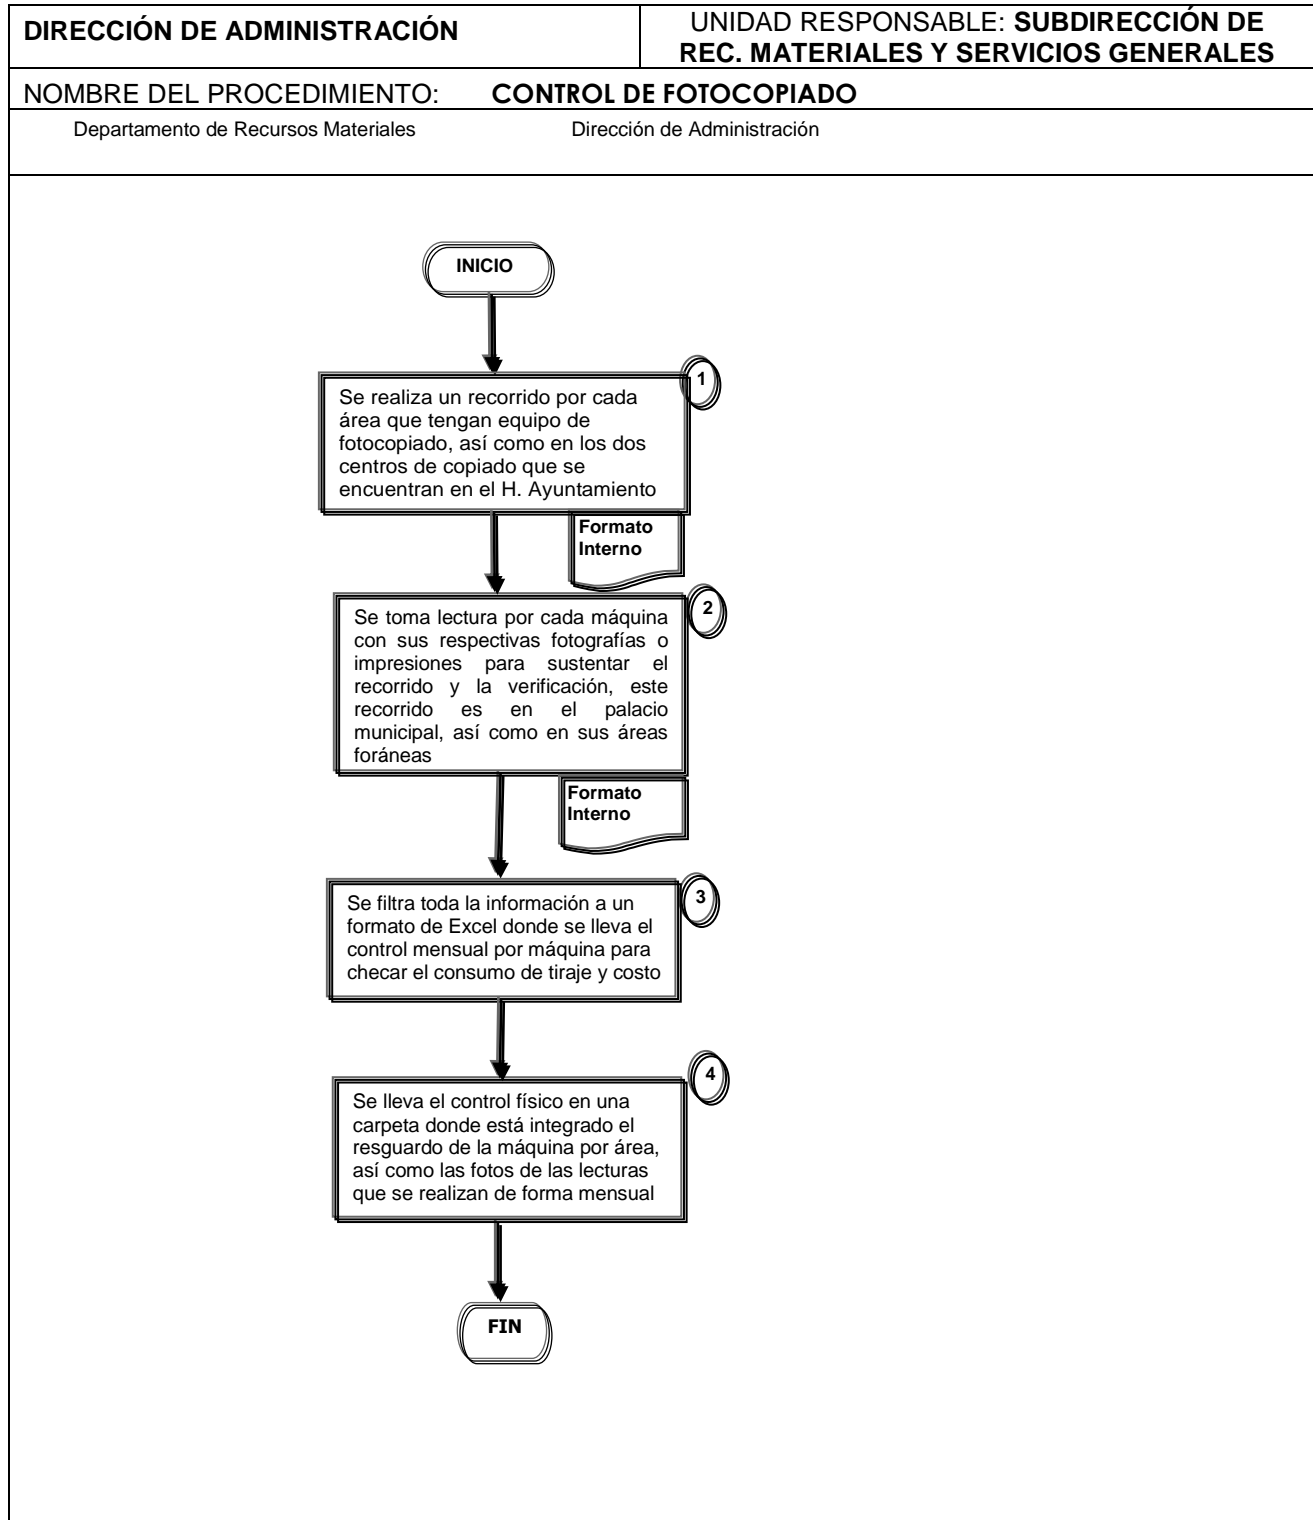 DIRECCIÓN DE ADMINISTRACIÓN
UNIDAD RESPONSABLE: SUBDIRECCIÓN DE
REC. MATERIALES Y SERVICIOS GENERALES
NOMBRE DEL PROCEDIMIENTO: CONTROL DE FOTOCOPIADO
Departamento de Recursos Materiales
Dirección de Administración
INICIO
1
Se realiza un recorrido por cada
área que tengan equipo de
fotocopiado, así como en los dos
centros de copiado que se
encuentran en el H. Ayuntamiento
Formato
Interno
2
Se toma lectura por cada máquina
con sus respectivas fotografías o
impresiones para sustentar el
recorrido y la verificación, este
recorrido es en el palacio
municipal, así como en sus áreas
foráneas
Formato
Interno
3
Se filtra toda la información a un
formato de Excel donde se lleva el
control mensual por máquina para
checar el consumo de tiraje y costo
4
Se lleva el control físico en una
carpeta donde está integrado el
resguardo de la máquina por área,
así como las fotos de las lecturas
que se realizan de forma mensual
FIN